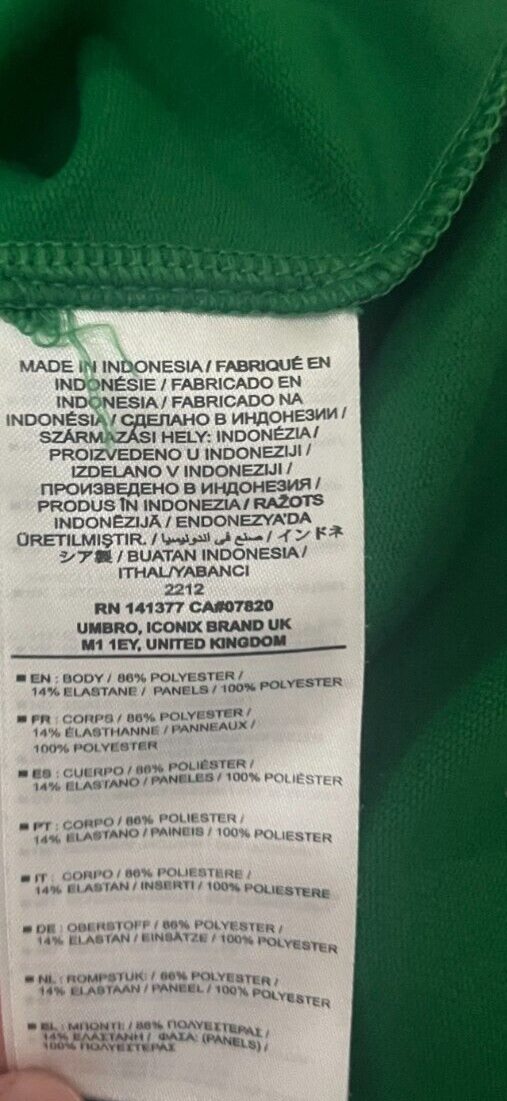 MADE IN INDONESIA / FABRIQUÉ EN
INDONÉSIE / FABRICADO EN
INDONESIA / FABRICADO NA
INDONÉSIA / СДЕЛАНО В ИНДОНЕЗИИ /
SZÁRMAZÁSI HELY: INDONÉZIA /
PROIZVEDENO U INDONEZIJI /
IZDELANO V INDONEZIJI /
ПРОИЗВЕДЕНО В ИНДОНЕЗИЯ /
PRODUS ÎN INDONEZIA / RAŽOTS
INDONĒZIJĀ / ENDONEZYA'DA
ÜRETİLMİŞTİR. / صنع في اندونيسيا / インドネ
シア製 / BUATAN INDONESIA /
ITHAL/YABANCI
2212
RN 141377 CA#07820
UMBRO, ICONIX BRAND UK
M1 1EY, UNITED KINGDOM
EN : BODY / 86% POLYESTER /
14% ELASTANE / PANELS / 100% POLYESTER
FR : CORPS / 86% POLYESTER /
14% ÉLASTHANNE / PANNEAUX /
100% POLYESTER
ES : CUERPO / 86% POLIÉSTER /
14% ELASTANO / PANELES / 100% POLIÉSTER
PT : CORPO / 86% POLIESTER /
14% ELASTANO / PAINEIS / 100% POLIESTER
IT : CORPO / 86% POLIESTERE /
14% ELASTAN / INSERTI / 100% POLIESTERE
DE : OBERSTOFF / 86% POLYESTER /
14% ELASTAN / EINSÄTZE / 100% POLYESTER
NL : ROMPSTUK: / 86% POLYESTER /
14% ELASTAAN / PANEEL / 100% POLYESTER
EL : ΜΠΟΝΤΙ / 86% ΠΟΛΥΕΣΤΕΡΑΣ /
14% ΕΛΑΣΤΑΝΗ / ΦΑΣΑ: (PANELS) /
100% ΠΟΛΥΕΣΤΕΡΑΣ